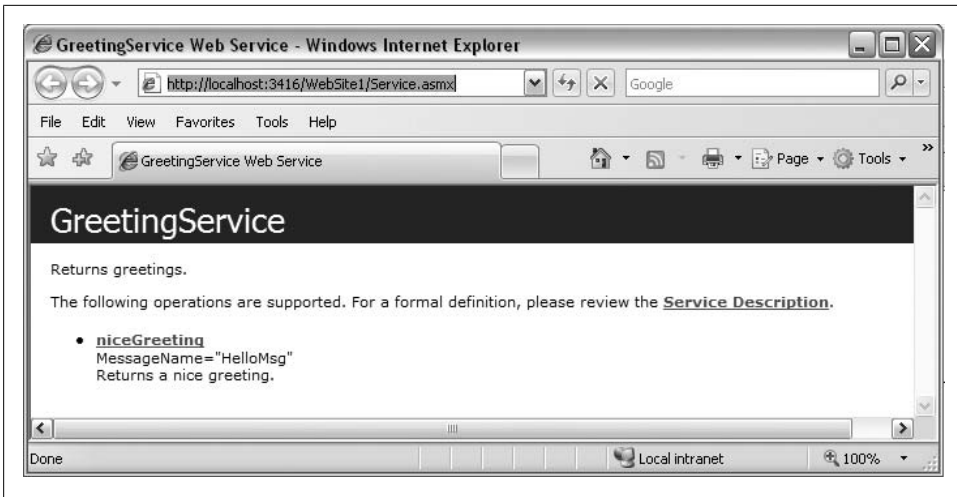 GreetingService Web Service - Windows Internet Explorer
http://localhost:3416/WebSite1/Service.asmx
Google
File Edit View Favorites Tools Help
GreetingService Web Service
Page
Tools
»
GreetingService
Returns greetings.
The following operations are supported. For a formal definition, please review the Service Description.
• niceGreeting
MessageName="HelloMsg"
Returns a nice greeting.
Done
Local intranet
100%